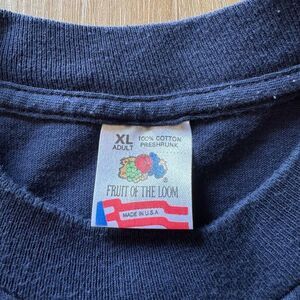 XL
ADULT
100% COTTON
PRESHRUNK
®
FRUIT OF THE LOOM
MADE IN U.S.A